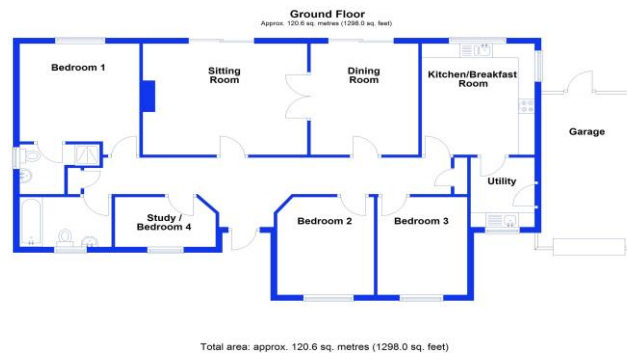 Ground Floor
Approx. 120.6 sq. metres (1298.0 sq. feet)
Bedroom 1
Sitting
Room
Dining
Room
Kitchen/Breakfast
Room
Garage
Utility
Study /
Bedroom 4
Bedroom 2
Bedroom 3
Total area: approx. 120.6 sq. metres (1298.0 sq. feet)